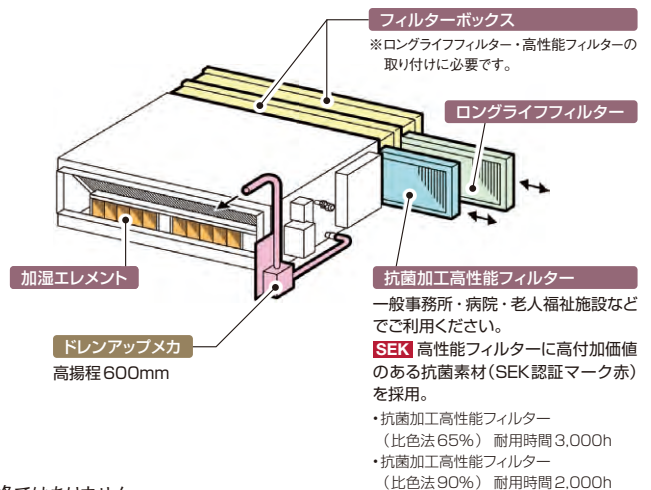 フィルターボックス
※ロングライフフィルター・高性能フィルターの
取り付けに必要です。
ロングライフフィルター
加湿エレメント
ドレンアップメカ
高揚程600mm
抗菌加工高性能フィルター
一般事務所・病院・老人福祉施設など
でご利用ください。
SEK 高性能フィルターに高付加価値
のある抗菌素材(SEK認証マーク赤)
を採用。
・抗菌加工高性能フィルター
(比色法65%) 耐用時間3,000h
・抗菌加工高性能フィルター
(比色法90%) 耐用時間2,000h
ではありません